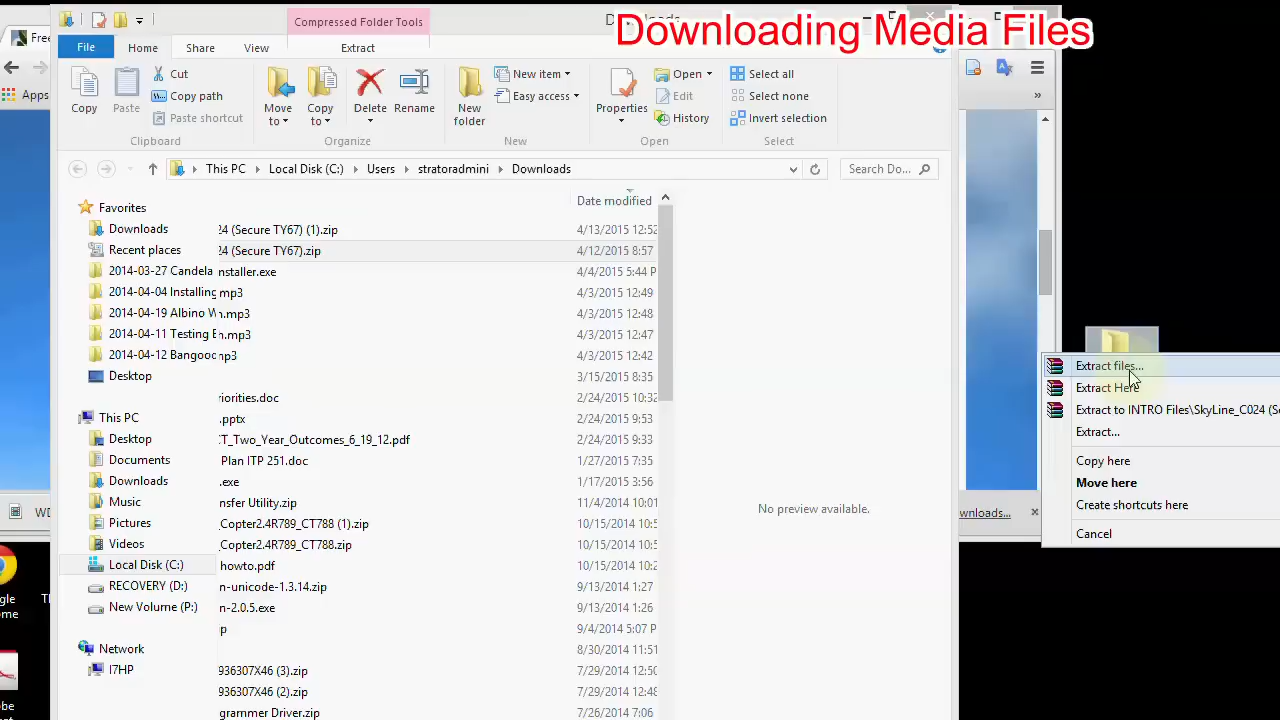 Downloading Media Files
Compressed Folder Tools
Free
File
Home
Share
View
Extract
Copy
Paste
Cut
Copy path
Paste shortcut
Clipboard
Move to
Copy to
Delete
Rename
Organize
New folder
New item
Easy access
New
Properties
Open
Edit
History
Open
Select all
Select none
Invert selection
Select
Apps
This PC
Local Disk (C:)
Users
stratoradmini
Downloads
Search Do...
Date modified
Favorites
Downloads
Recent places
2014-03-27 Candela
2014-04-04 Installing
2014-04-19 Albino W
2014-04-11 Testing
2014-04-12 Bangood
Desktop
This PC
Desktop
Documents
Downloads
Music
Pictures
Videos
Local Disk (C:)
RECOVERY (D:)
New Volume (P:)
Network
I7HP
24 (Secure TY67) (1).zip 4/13/2015 12:52
24 (Secure TY67).zip 4/12/2015 8:57
nstaller.exe 4/4/2015 5:44 P
.mp3 4/3/2015 12:49
n.mp3 4/3/2015 12:48
.mp3 4/3/2015 12:47
mp3 4/3/2015 12:42
3/15/2015 8:35
iorities.doc 2/24/2015 10:32
.pptx 2/24/2015 9:53
CT_Two_Year_Outcomes_6_19_12.pdf 2/24/2015 9:33
Plan ITP 251.doc 1/27/2015 7:35
.exe 1/17/2015 3:56
nsfer Utility.zip 11/4/2014 10:01
Copter2.4R789_CT788 (1).zip 10/15/2014 10:5
Copter2.4R789_CT788.zip 10/15/2014 10:5
howto.pdf 10/15/2014 10:2
n-unicode-1.3.14.zip 9/13/2014 1:27
n-2.0.5.exe 9/13/2014 1:26
p 9/4/2014 5:07 P
8/30/2014 11:51
936307X46 (3).zip 7/29/2014 12:50
936307X46 (2).zip 7/29/2014 12:48
grammer Driver.zip 7/26/2014 7:06
No preview available.
Extract files...
Extract Here
Extract to INTRO Files\SkyLine_C024 (S
Extract...
Copy here
Move here
Create shortcuts here
Cancel
wnloads...
WD
gle
ome
Th
be